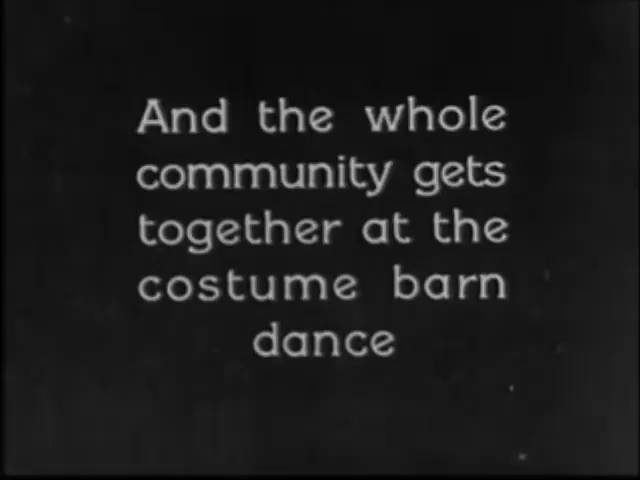 And the whole
community gets
together at the
costume barn
dance